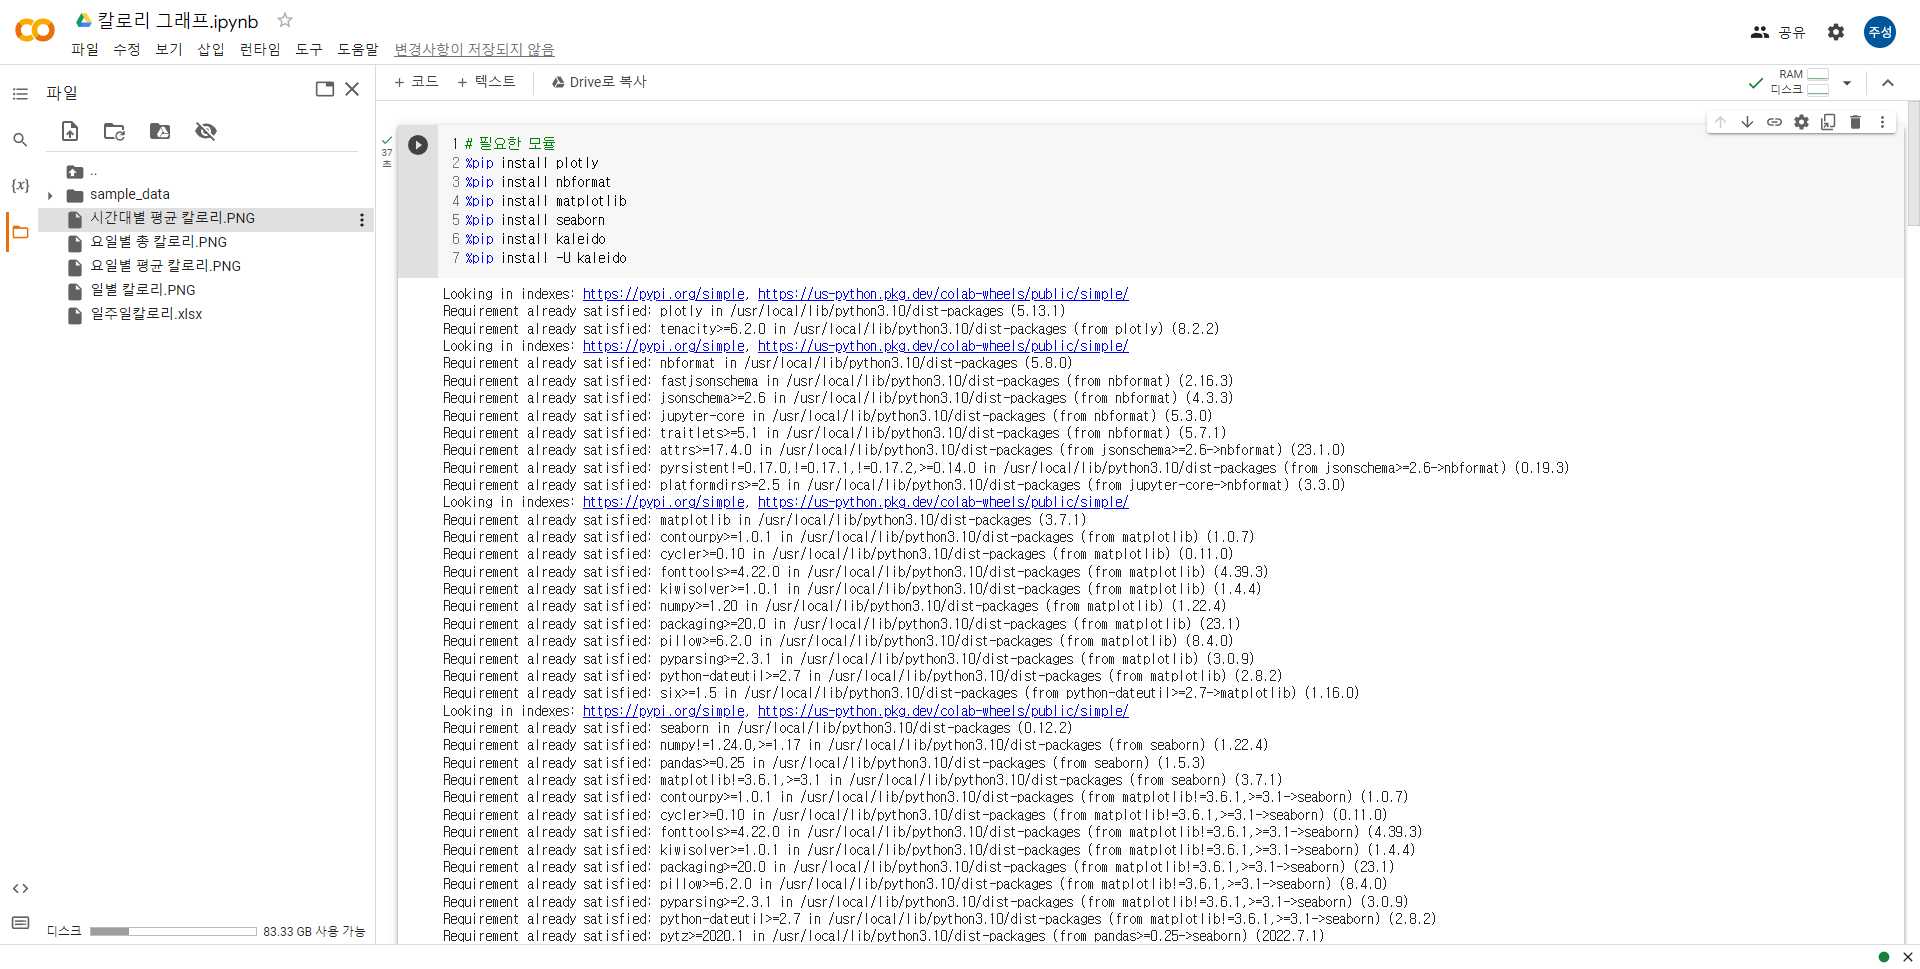 칼로리 그래프.ipynb
파일 수정 보기 삽입 런타임 도구 도움말 변경사항이 저장되지 않음
공유
주성
파일
+ 코드 + 텍스트 Drive로 복사
RAM
디스크
..
sample_data
시간대별 평균 칼로리.PNG
요일별 총 칼로리.PNG
요일별 평균 칼로리.PNG
일별 칼로리.PNG
일주일칼로리.xlsx
{x}
디스크 83.33 GB 사용 가능
37
초
1 # 필요한 모듈
2 %pip install plotly
3 %pip install nbformat
4 %pip install matplotlib
5 %pip install seaborn
6 %pip install kaleido
7 %pip install -U kaleido
Looking in indexes: https://pypi.org/simple, https://us-python.pkg.dev/colab-wheels/public/simple/
Requirement already satisfied: plotly in /usr/local/lib/python3.10/dist-packages (5.13.1)
Requirement already satisfied: tenacity>=6.2.0 in /usr/local/lib/python3.10/dist-packages (from plotly) (8.2.2)
Looking in indexes: https://pypi.org/simple, https://us-python.pkg.dev/colab-wheels/public/simple/
Requirement already satisfied: nbformat in /usr/local/lib/python3.10/dist-packages (5.8.0)
Requirement already satisfied: fastjsonschema in /usr/local/lib/python3.10/dist-packages (from nbformat) (2.16.3)
Requirement already satisfied: jsonschema>=2.6 in /usr/local/lib/python3.10/dist-packages (from nbformat) (4.3.3)
Requirement already satisfied: jupyter-core in /usr/local/lib/python3.10/dist-packages (from nbformat) (5.3.0)
Requirement already satisfied: traitlets>=5.1 in /usr/local/lib/python3.10/dist-packages (from nbformat) (5.7.1)
Requirement already satisfied: attrs>=17.4.0 in /usr/local/lib/python3.10/dist-packages (from jsonschema>=2.6->nbformat) (23.1.0)
Requirement already satisfied: pyrsistent!=0.17.0,!=0.17.1,!=0.17.2,>=0.14.0 in /usr/local/lib/python3.10/dist-packages (from jsonschema>=2.6->nbformat) (0.19.3)
Requirement already satisfied: platformdirs>=2.5 in /usr/local/lib/python3.10/dist-packages (from jupyter-core->nbformat) (3.3.0)
Looking in indexes: https://pypi.org/simple, https://us-python.pkg.dev/colab-wheels/public/simple/
Requirement already satisfied: matplotlib in /usr/local/lib/python3.10/dist-packages (3.7.1)
Requirement already satisfied: contourpy>=1.0.1 in /usr/local/lib/python3.10/dist-packages (from matplotlib) (1.0.7)
Requirement already satisfied: cycler>=0.10 in /usr/local/lib/python3.10/dist-packages (from matplotlib) (0.11.0)
Requirement already satisfied: fonttools>=4.22.0 in /usr/local/lib/python3.10/dist-packages (from matplotlib) (4.39.3)
Requirement already satisfied: kiwisolver>=1.0.1 in /usr/local/lib/python3.10/dist-packages (from matplotlib) (1.4.4)
Requirement already satisfied: numpy>=1.20 in /usr/local/lib/python3.10/dist-packages (from matplotlib) (1.22.4)
Requirement already satisfied: packaging>=20.0 in /usr/local/lib/python3.10/dist-packages (from matplotlib) (23.1)
Requirement already satisfied: pillow>=6.2.0 in /usr/local/lib/python3.10/dist-packages (from matplotlib) (8.4.0)
Requirement already satisfied: pyparsing>=2.3.1 in /usr/local/lib/python3.10/dist-packages (from matplotlib) (3.0.9)
Requirement already satisfied: python-dateutil>=2.7 in /usr/local/lib/python3.10/dist-packages (from matplotlib) (2.8.2)
Requirement already satisfied: six>=1.5 in /usr/local/lib/python3.10/dist-packages (from python-dateutil>=2.7->matplotlib) (1.16.0)
Looking in indexes: https://pypi.org/simple, https://us-python.pkg.dev/colab-wheels/public/simple/
Requirement already satisfied: seaborn in /usr/local/lib/python3.10/dist-packages (0.12.2)
Requirement already satisfied: numpy!=1.24.0,>=1.17 in /usr/local/lib/python3.10/dist-packages (from seaborn) (1.22.4)
Requirement already satisfied: pandas>=0.25 in /usr/local/lib/python3.10/dist-packages (from seaborn) (1.5.3)
Requirement already satisfied: matplotlib!=3.6.1,>=3.1 in /usr/local/lib/python3.10/dist-packages (from seaborn) (3.7.1)
Requirement already satisfied: contourpy>=1.0.1 in /usr/local/lib/python3.10/dist-packages (from matplotlib!=3.6.1,>=3.1->seaborn) (1.0.7)
Requirement already satisfied: cycler>=0.10 in /usr/local/lib/python3.10/dist-packages (from matplotlib!=3.6.1,>=3.1->seaborn) (0.11.0)
Requirement already satisfied: fonttools>=4.22.0 in /usr/local/lib/python3.10/dist-packages (from matplotlib!=3.6.1,>=3.1->seaborn) (4.39.3)
Requirement already satisfied: kiwisolver>=1.0.1 in /usr/local/lib/python3.10/dist-packages (from matplotlib!=3.6.1,>=3.1->seaborn) (1.4.4)
Requirement already satisfied: packaging>=20.0 in /usr/local/lib/python3.10/dist-packages (from matplotlib!=3.6.1,>=3.1->seaborn) (23.1)
Requirement already satisfied: pillow>=6.2.0 in /usr/local/lib/python3.10/dist-packages (from matplotlib!=3.6.1,>=3.1->seaborn) (8.4.0)
Requirement already satisfied: pyparsing>=2.3.1 in /usr/local/lib/python3.10/dist-packages (from matplotlib!=3.6.1,>=3.1->seaborn) (3.0.9)
Requirement already satisfied: python-dateutil>=2.7 in /usr/local/lib/python3.10/dist-packages (from matplotlib!=3.6.1,>=3.1->seaborn) (2.8.2)
Requirement already satisfied: pytz>=2020.1 in /usr/local/lib/python3.10/dist-packages (from pandas>=0.25->seaborn) (2022.7.1)